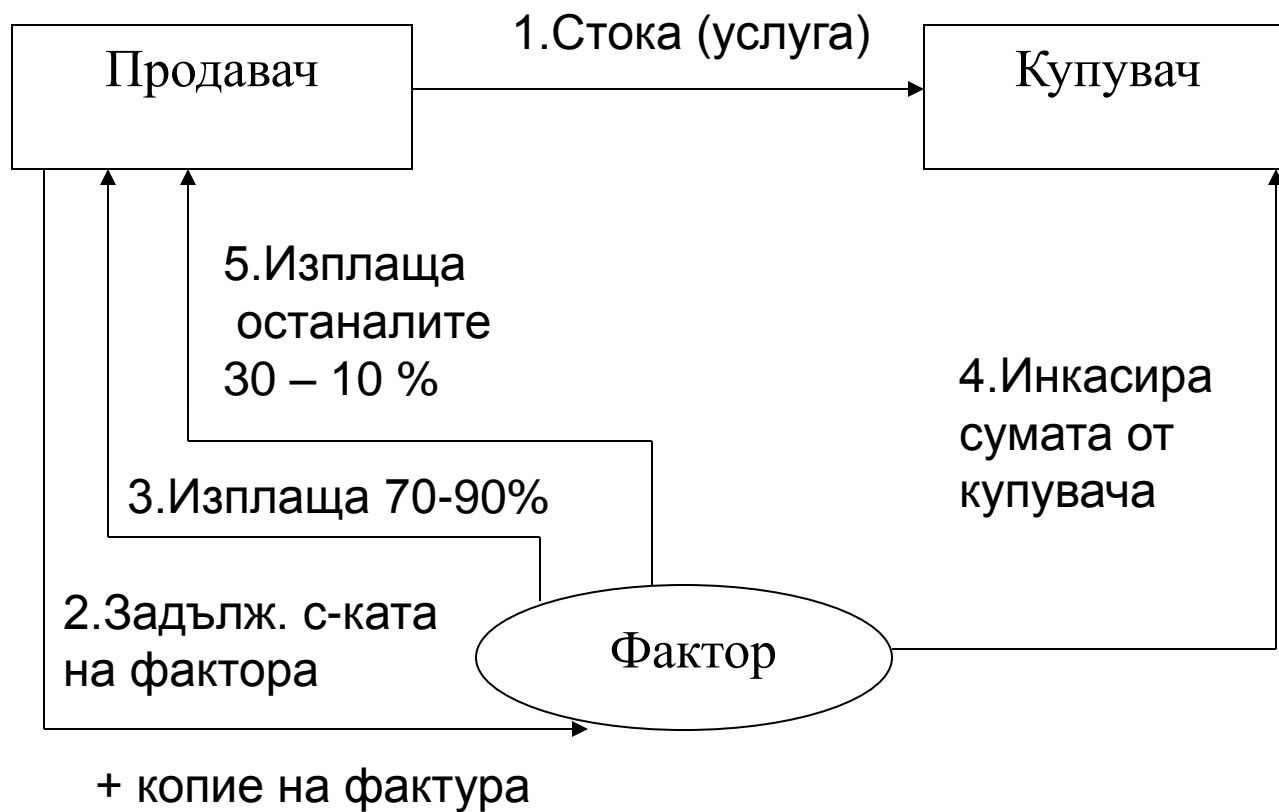 1.Стока (услуга)
Продавач
Купувач
5.Изплаща
останалите
30 – 10 %
4.Инкасира
сумата от
купувача
3.Изплаща 70-90%
2.Задълж. с-ката
на фактора
Фактор
+ копие на фактура